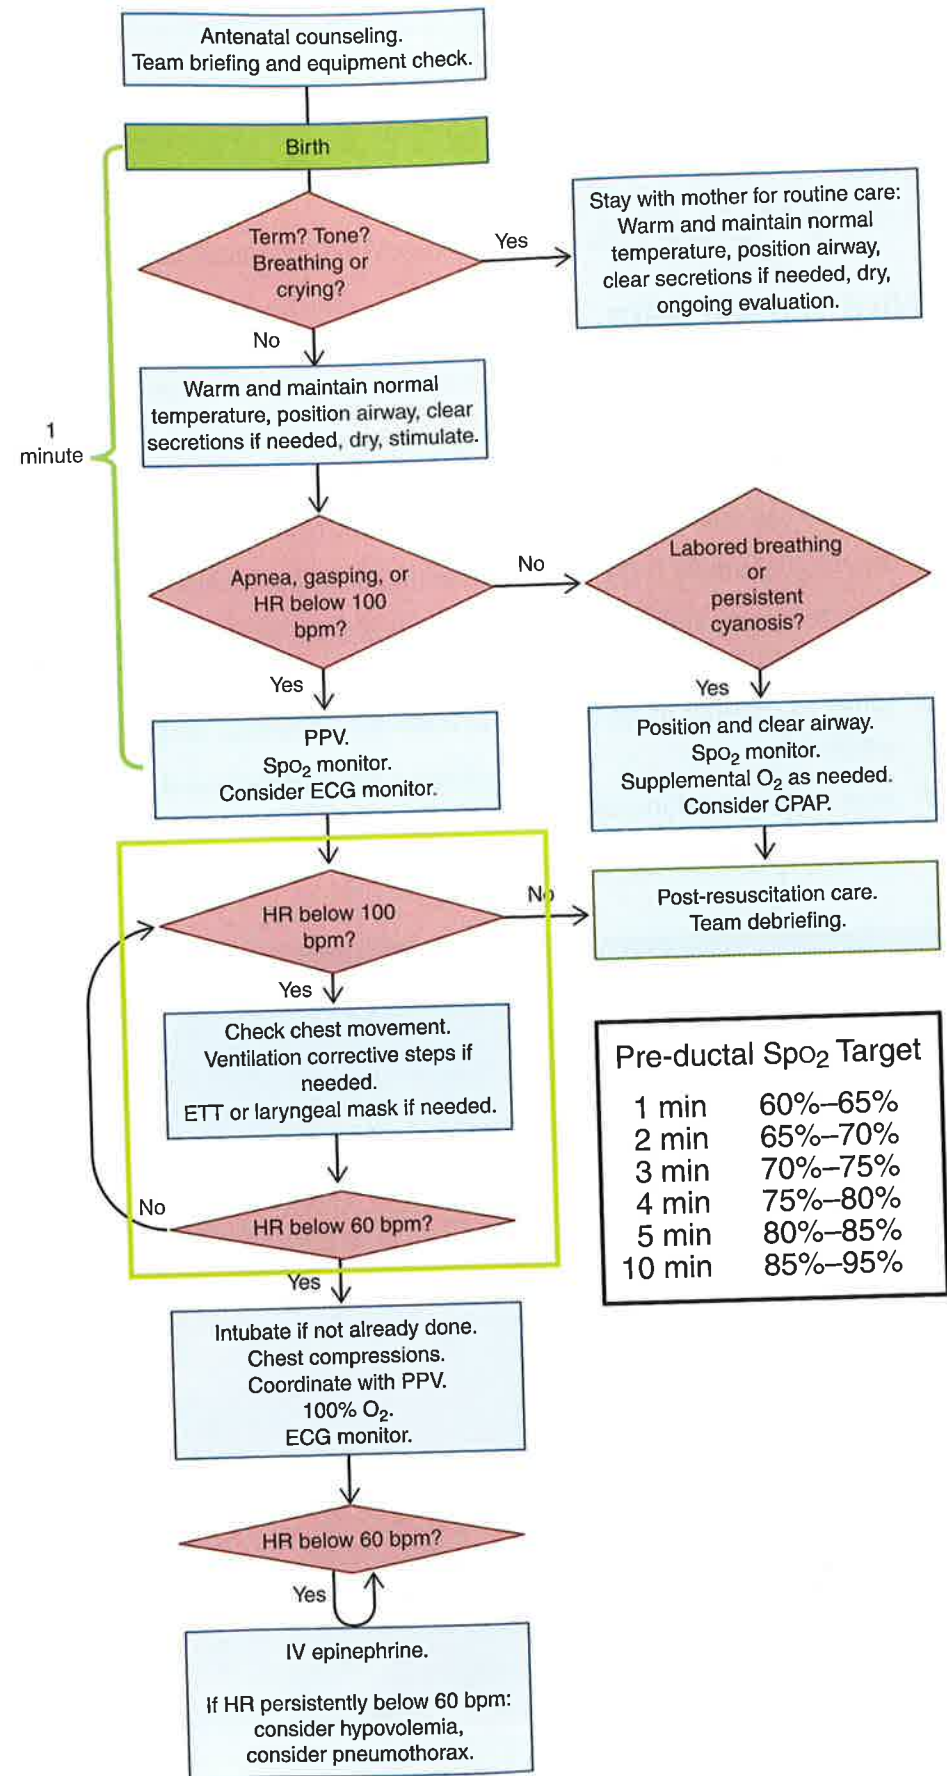 Antenatal counseling.
Team briefing and equipment check.
Birth
Term? Tone?
Breathing or
crying?
Yes
Stay with mother for routine care:
Warm and maintain normal
temperature, position airway,
clear secretions if needed, dry,
ongoing evaluation.
No
Warm and maintain normal
temperature, position airway, clear
secretions if needed, dry, stimulate.
1
minute
Apnea, gasping, or
HR below 100
bpm?
No
Labored breathing
or
persistent
cyanosis?
Yes
Yes
PPV.
SpO₂ monitor.
Consider ECG monitor.
Position and clear airway.
SpO₂ monitor.
Supplemental O₂ as needed.
Consider CPAP.
HR below 100
bpm?
No
Post-resuscitation care.
Team debriefing.
Yes
Check chest movement.
Ventilation corrective steps if
needed.
ETT or laryngeal mask if needed.
No
HR below 60 bpm?
Yes
Pre-ductal SpO₂ Target
1 min 60%–65%
2 min 65%–70%
3 min 70%–75%
4 min 75%–80%
5 min 80%–85%
10 min 85%–95%
Intubate if not already done.
Chest compressions.
Coordinate with PPV.
100% O₂.
ECG monitor.
HR below 60 bpm?
Yes
IV epinephrine.
If HR persistently below 60 bpm:
consider hypovolemia,
consider pneumothorax.